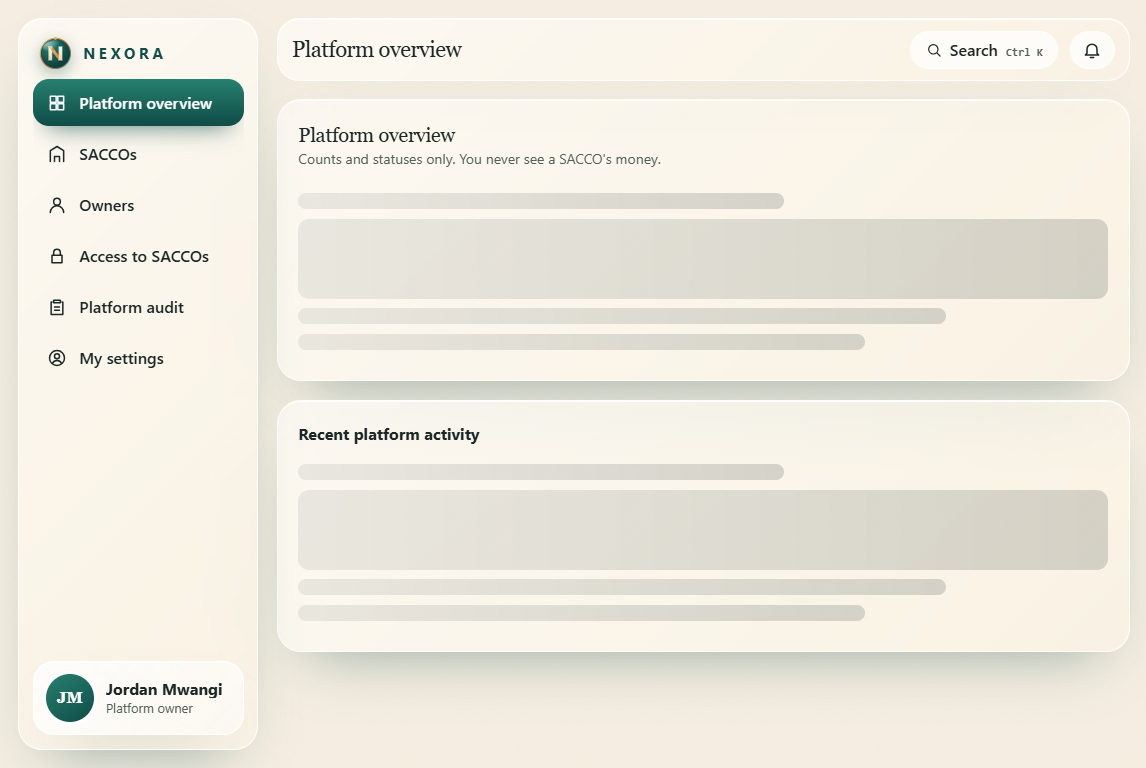 N NEXORA
Platform overview
SACCOs
Owners
Access to SACCOs
Platform audit
My settings
JM
Jordan Mwangi
Platform owner
Platform overview
Search Ctrl K
Platform overview
Counts and statuses only. You never see a SACCO's money.
Recent platform activity